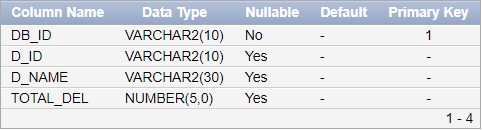 Column Name Data Type Nullable Default Primary Key
DB_ID VARCHAR2(10) No - 1
D_ID VARCHAR2(10) Yes - -
D_NAME VARCHAR2(30) Yes - -
TOTAL_DEL NUMBER(5,0) Yes - -
1 - 4